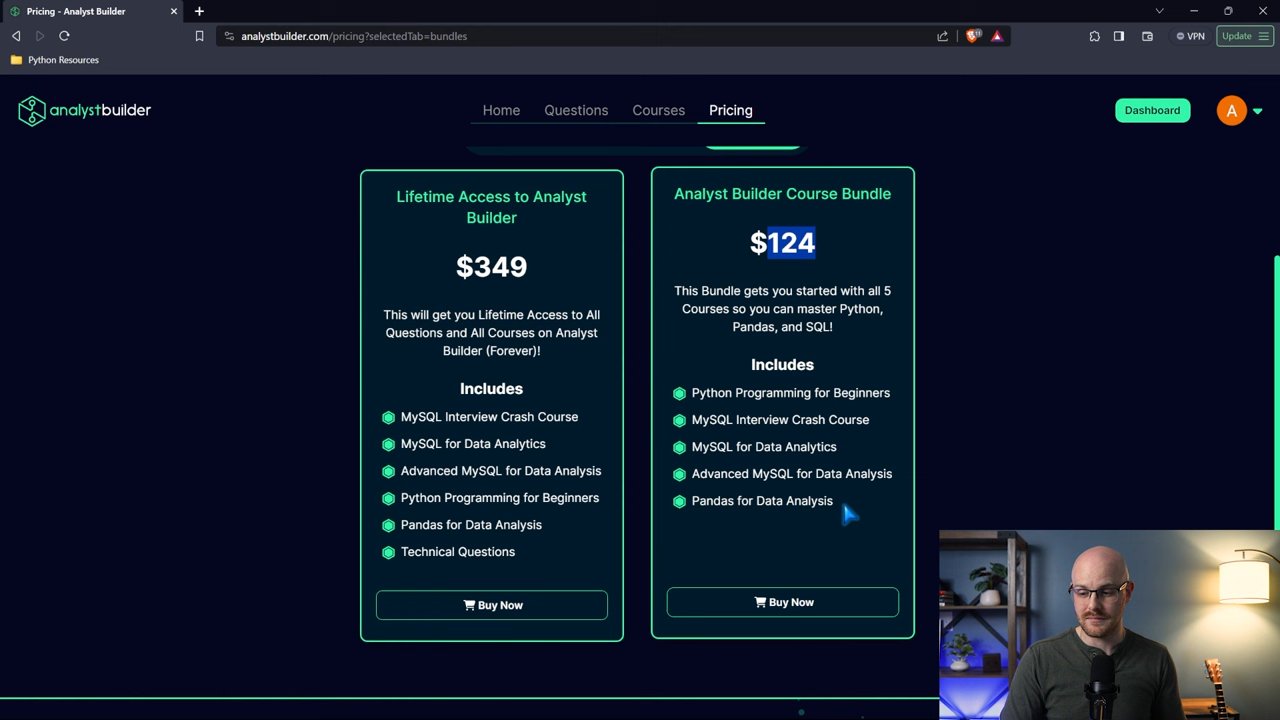 Pricing - Analyst Builder
analystbuilder.com/pricing?selectedTab=bundles
11
VPN
Update
Python Resources
analystbuilder
Home
Questions
Courses
Pricing
Dashboard
A
Lifetime Access to Analyst
Builder
$349
This will get you Lifetime Access to All
Questions and All Courses on Analyst
Builder (Forever)!
Includes
MySQL Interview Crash Course
MySQL for Data Analytics
Advanced MySQL for Data Analysis
Python Programming for Beginners
Pandas for Data Analysis
Technical Questions
Buy Now
Analyst Builder Course Bundle
$124
This Bundle gets you started with all 5
Courses so you can master Python,
Pandas, and SQL!
Includes
Python Programming for Beginners
MySQL Interview Crash Course
MySQL for Data Analytics
Advanced MySQL for Data Analysis
Pandas for Data Analysis
Buy Now